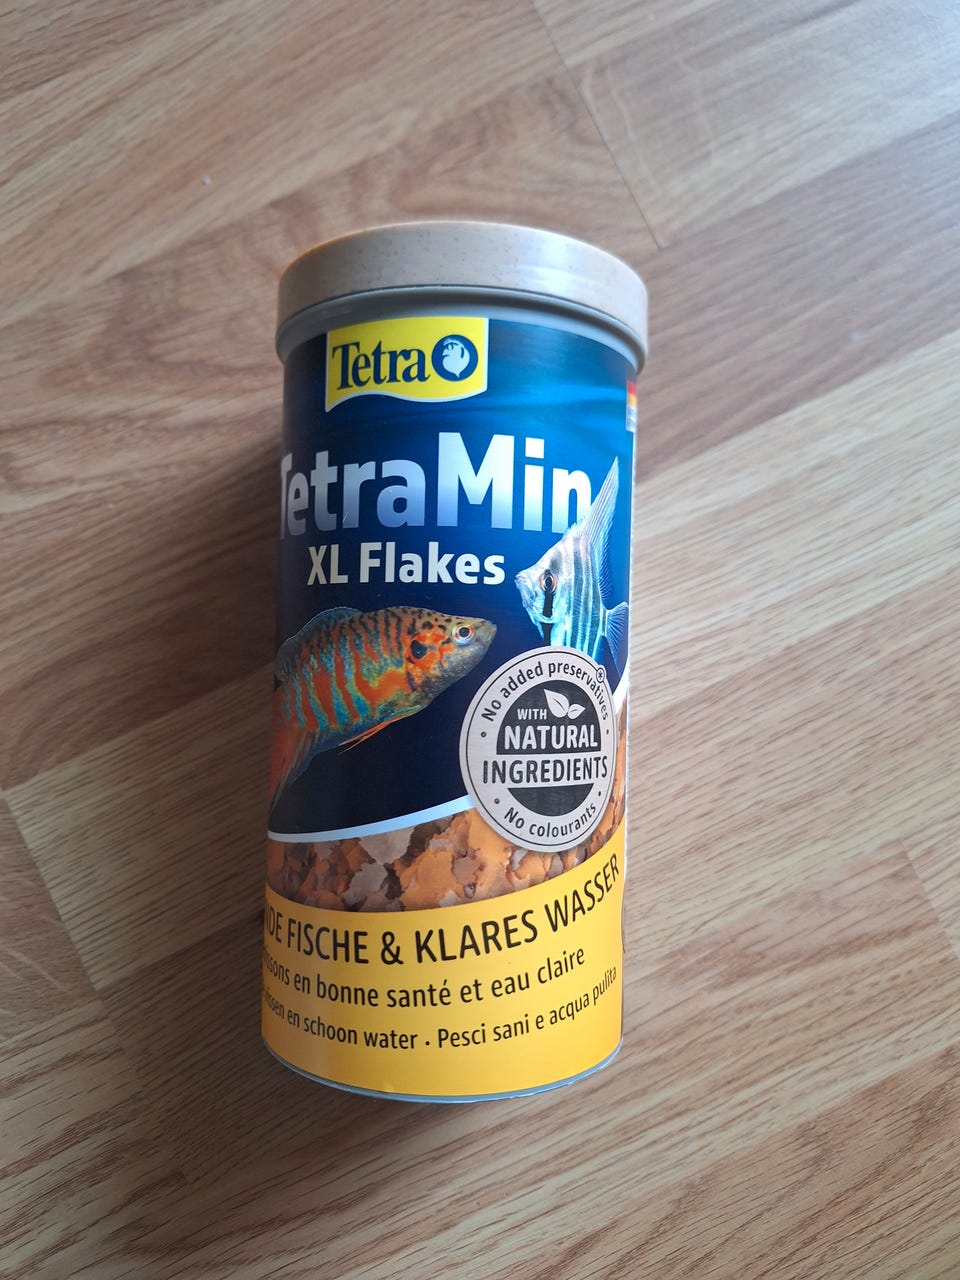 Tetra
TetraMin
XL Flakes
No added preservatives
WITH
NATURAL
INGREDIENTS
No colourants
FISCHE & KLARES WASSER
en bonne santé et eau claire
en schoon water . Pesci sani e acqua pulita